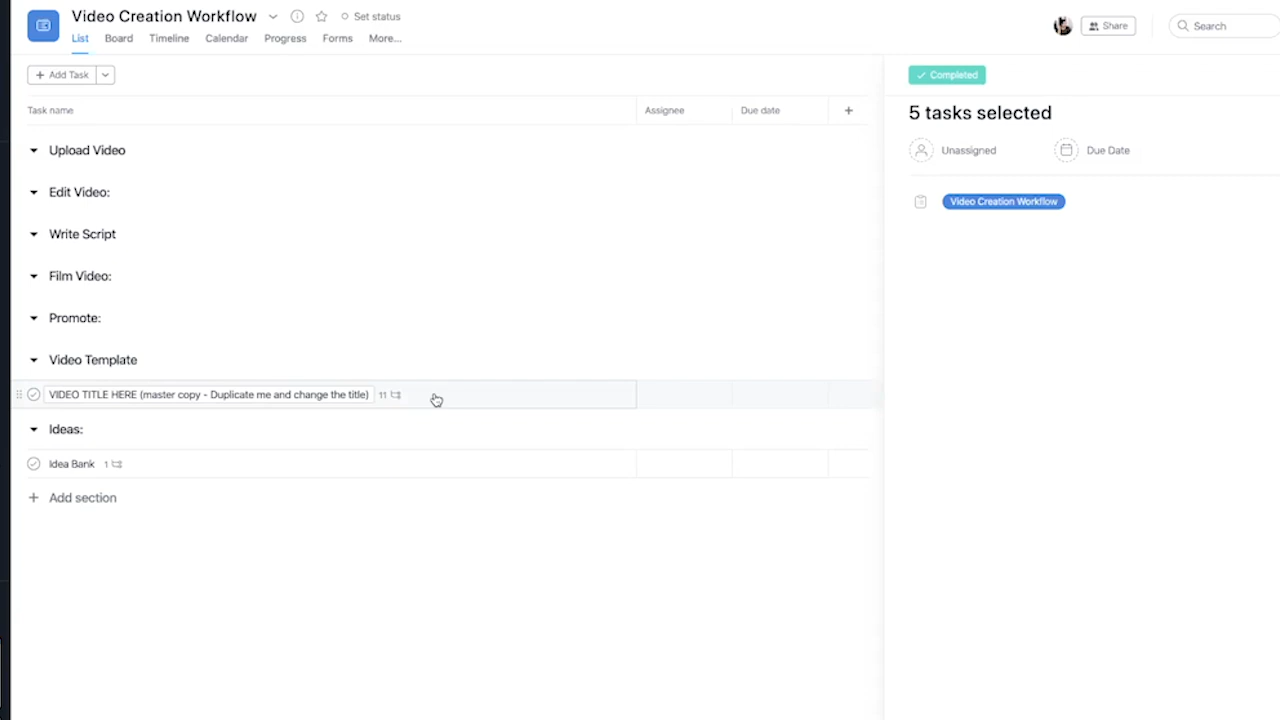 Video Creation Workflow
Set status
Share
Search
List Board Timeline Calendar Progress Forms More...
Add Task
Completed
Task name Assignee Due date
5 tasks selected
Upload Video
Unassigned Due Date
Edit Video:
Video Creation Workflow
Write Script
Film Video:
Promote:
Video Template
VIDEO TITLE HERE (master copy - Duplicate me and change the title) 11
Ideas:
Idea Bank 1
Add section